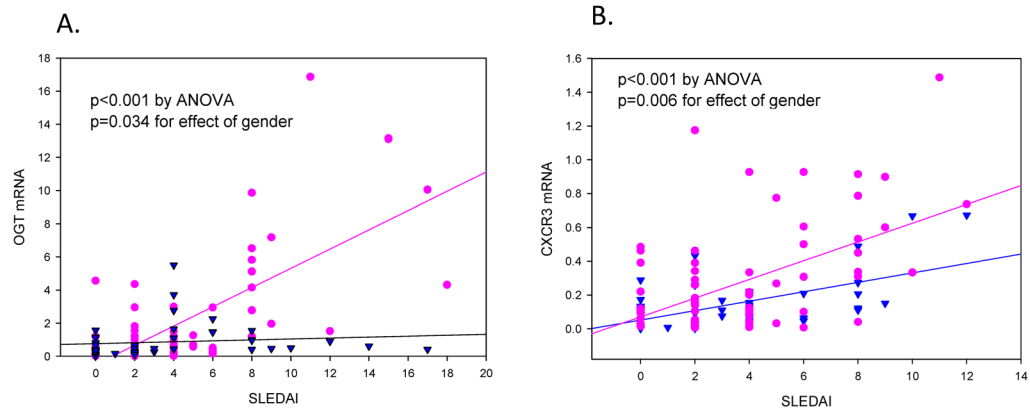 A.
p<0.001 by ANOVA
p=0.034 for effect of gender
OGT mRNA
18
16
14
12
10
8
6
4
2
0
0 2 4 6 8 10 12 14 16 18 20
SLEDAI
B.
p<0.001 by ANOVA
p=0.006 for effect of gender
CXCR3 mRNA
1.6
1.4
1.2
1.0
0.8
0.6
0.4
0.2
0.0
0 2 4 6 8 10 12 14
SLEDAI